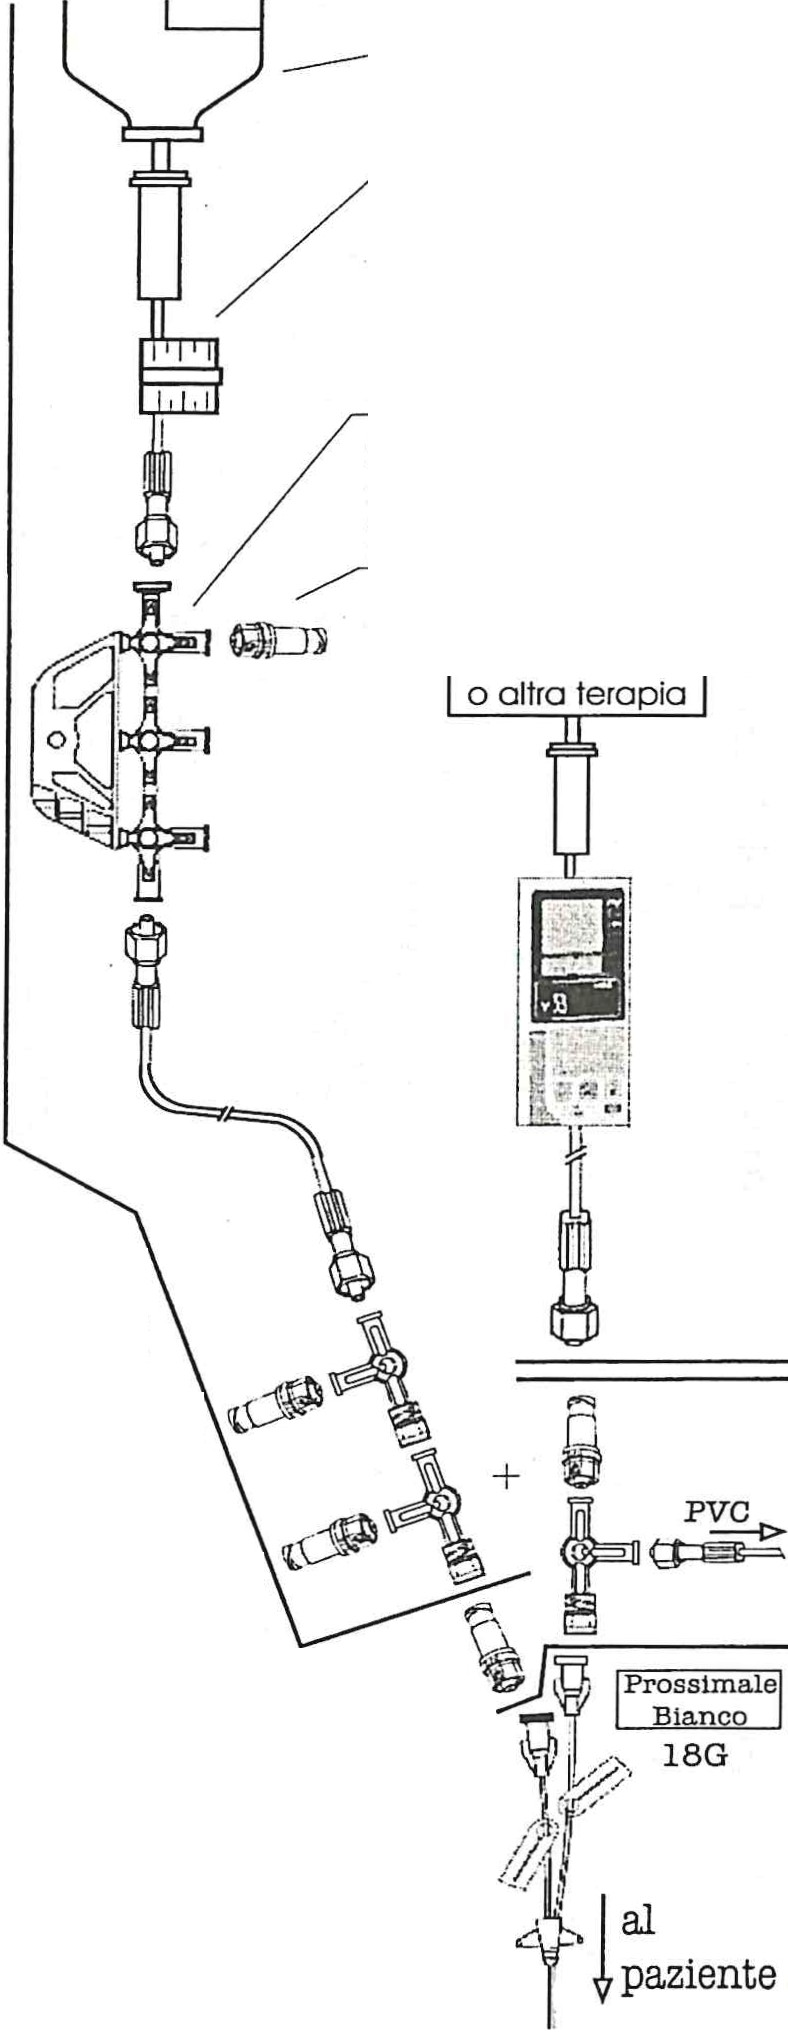 o altra terapia
PVC
Prossimale
Bianco
18G
al
paziente